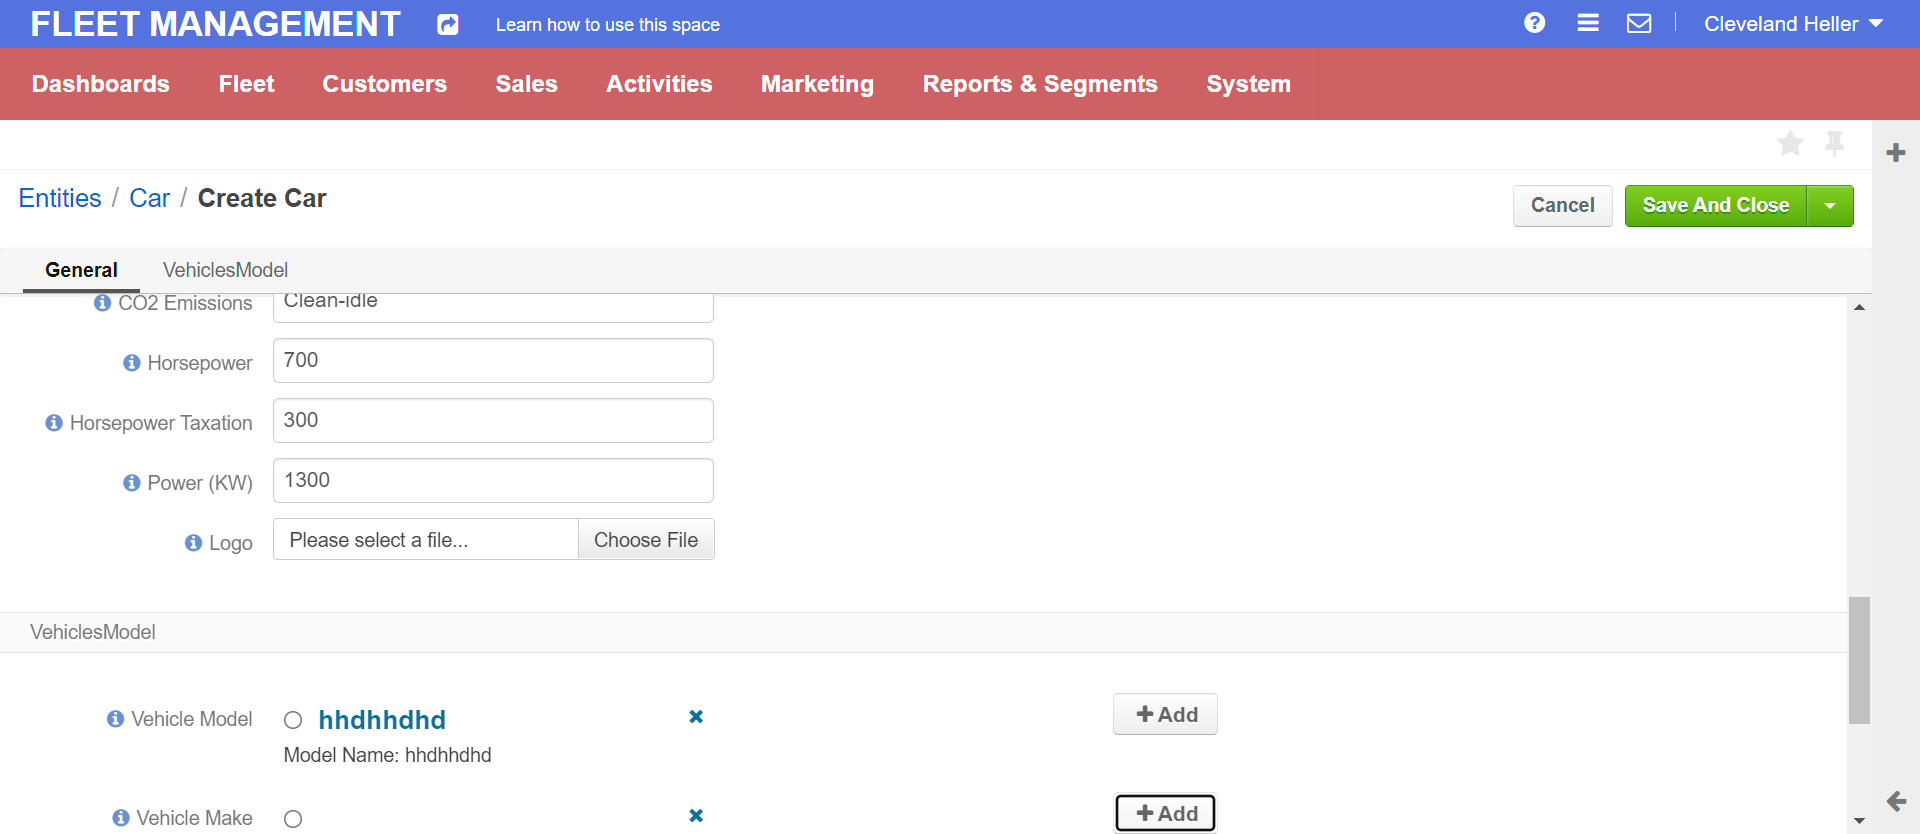 FLEET MANAGEMENT Learn how to use this space Cleveland Heller
Dashboards Fleet Customers Sales Activities Marketing Reports & Segments System
Entities / Car / Create Car
Cancel Save And Close
General VehiclesModel
CO2 Emissions Clean-idle
Horsepower 700
Horsepower Taxation 300
Power (KW) 1300
Logo Please select a file... Choose File
VehiclesModel
Vehicle Model hhdhhdhd Add
Model Name: hhdhhdhd
Vehicle Make Add